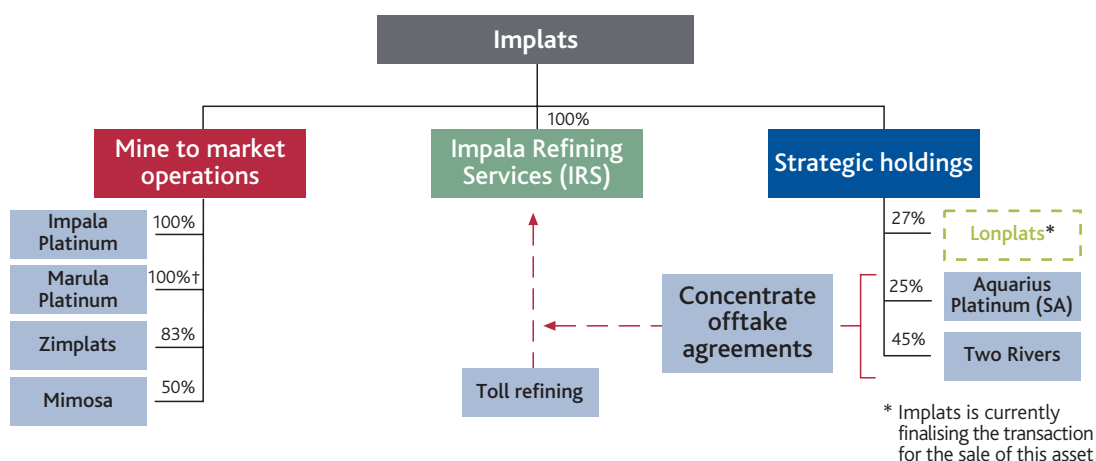 Implats
100%
Mine to market
operations
Impala Refining
Services (IRS)
Strategic holdings
Impala
Platinum
100%
Marula
Platinum
100%†
Zimplats
83%
Mimosa
50%
Toll refining
Concentrate
offtake
agreements
27%
Lonplats*
25%
Aquarius
Platinum (SA)
45%
Two Rivers
* Implats is currently
finalising the transaction
for the sale of this asset